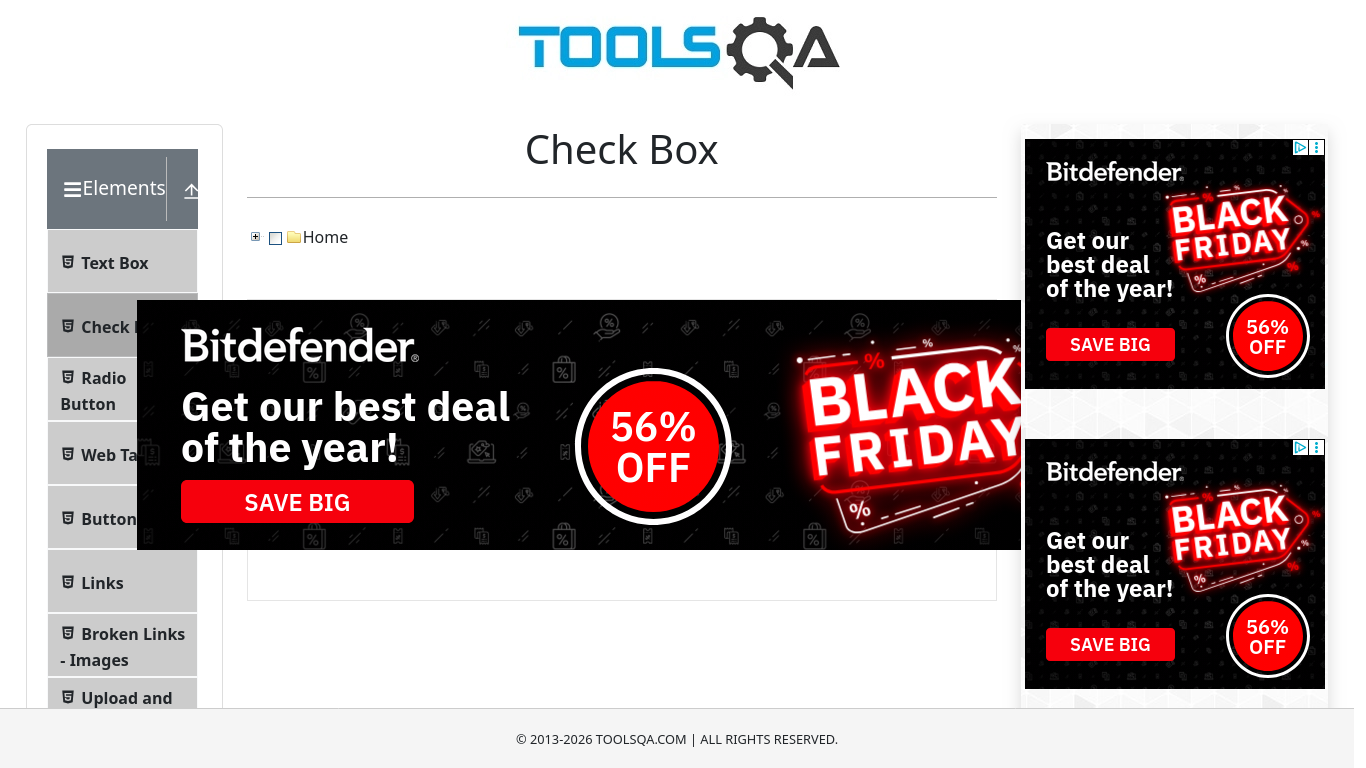 TOOLSQA
Elements
Text Box
Check
Radio
Button
Web Ta
Button
Links
Broken Links
- Images
Upload and
Check Box
Home
Bitdefender®
Get our best deal
of the year!
SAVE BIG
56%
OFF
%
BLACK
FRIDAY
%
Bitdefender
Get our
best deal
of the year!
SAVE BIG
BLACK
FRIDAY
56%
OFF
Bitdefender
Get our
best deal
of the year!
SAVE BIG
BLACK
FRIDAY
56%
OFF
© 2013-2026 TOOLSQA.COM | ALL RIGHTS RESERVED.